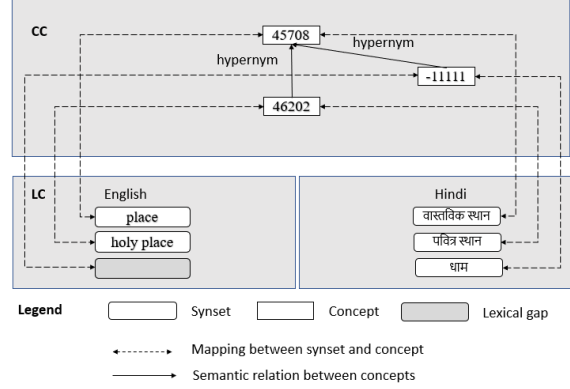 CC
45708
hypernym
hypernym
-11111
46202
LC English Hindi
place वास्तविक स्थान
holy place पवित्र स्थान
धाम
Legend Synset Concept Lexical gap
Mapping between synset and concept
Semantic relation between concepts